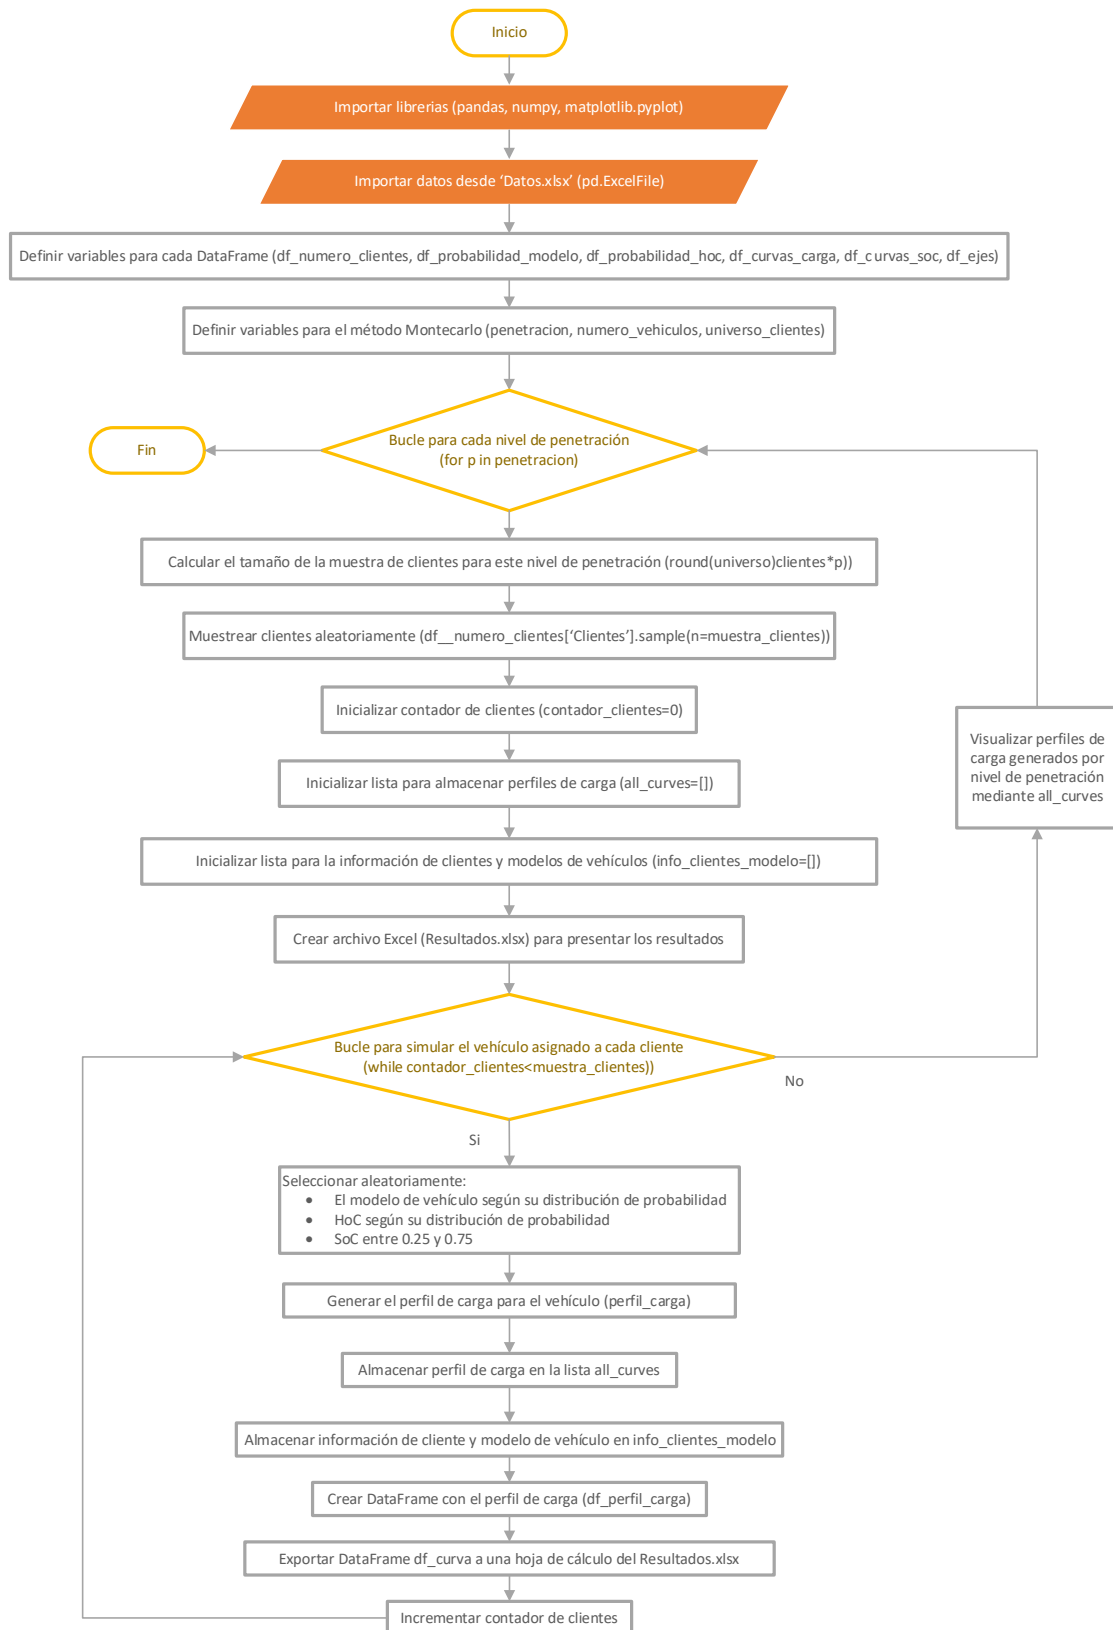 Inicio
Importar librerias (pandas, numpy, matplotlib.pyplot)
Importar datos desde ‘Datos.xlsx’ (pd.ExcelFile)
Definir variables para cada DataFrame (df_numero_clientes, df_probabilidad_modelo, df_probabilidad_hoc, df_curvas_carga, df_curvas_soc, df_ejes)
Definir variables para el método Montecarlo (penetracion, numero_vehiculos, universo_clientes)
Bucle para cada nivel de penetración
(for p in penetracion)
Fin
Calcular el tamaño de la muestra de clientes para este nivel de penetración (round(universo)clientes*p))
Muestrear clientes aleatoriamente (df__numero_clientes[‘Clientes’].sample(n=muestra_clientes))
Inicializar contador de clientes (contador_clientes=0)
Inicializar lista para almacenar perfiles de carga (all_curves=[])
Inicializar lista para la información de clientes y modelos de vehículos (info_clientes_modelo=[])
Crear archivo Excel (Resultados.xlsx) para presentar los resultados
Visualizar perfiles de
carga generados por
nivel de penetración
mediante all_curves
Bucle para simular el vehículo asignado a cada cliente
(while contador_clientes<muestra_clientes))
No
Si
Seleccionar aleatoriamente:
• El modelo de vehículo según su distribución de probabilidad
• HoC según su distribución de probabilidad
• SoC entre 0.25 y 0.75
Generar el perfil de carga para el vehículo (perfil_carga)
Almacenar perfil de carga en la lista all_curves
Almacenar información de cliente y modelo de vehículo en info_clientes_modelo
Crear DataFrame con el perfil de carga (df_perfil_carga)
Exportar DataFrame df_curva a una hoja de cálculo del Resultados.xlsx
Incrementar contador de clientes